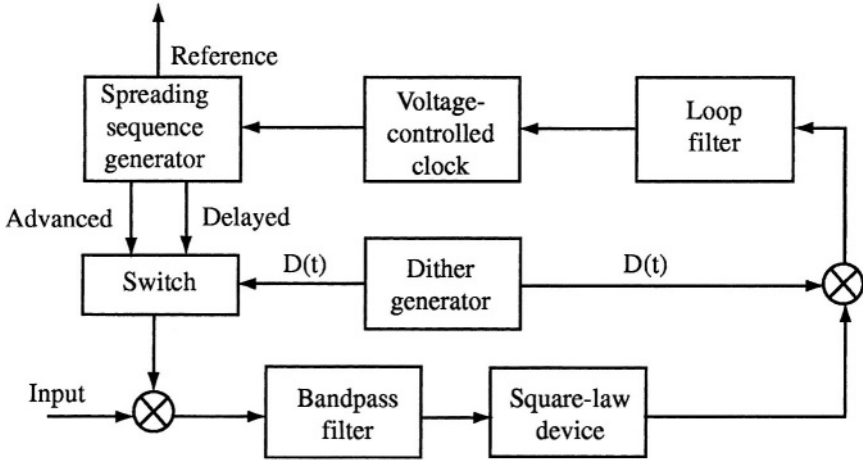 Reference
Spreading
sequence
generator
Voltage-
controlled
clock
Loop
filter
Advanced
Delayed
Switch
D(t)
Dither
generator
D(t)
Input
Bandpass
filter
Square-law
device